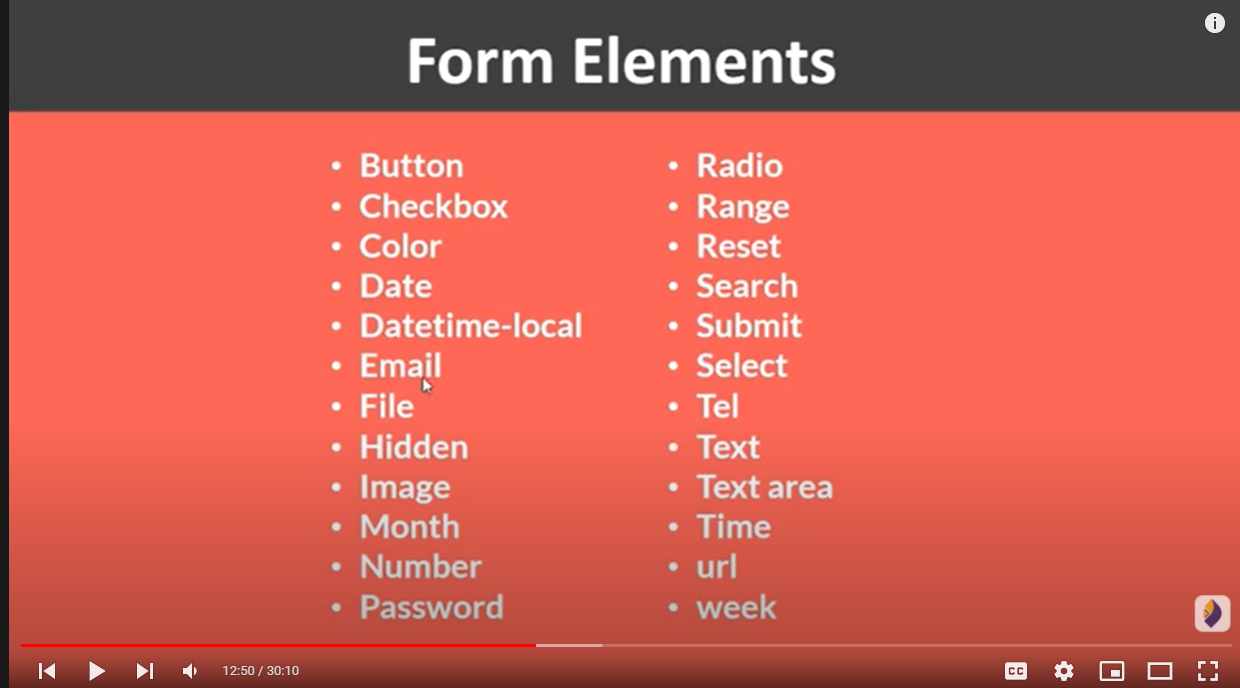 Form Elements
• Button
• Checkbox
• Color
• Date
• Datetime-local
• Email
• File
• Hidden
• Image
• Month
• Number
• Password
• Radio
• Range
• Reset
• Search
• Submit
• Select
• Tel
• Text
• Text area
• Time
• url
• week
12:50 / 30:10
CC